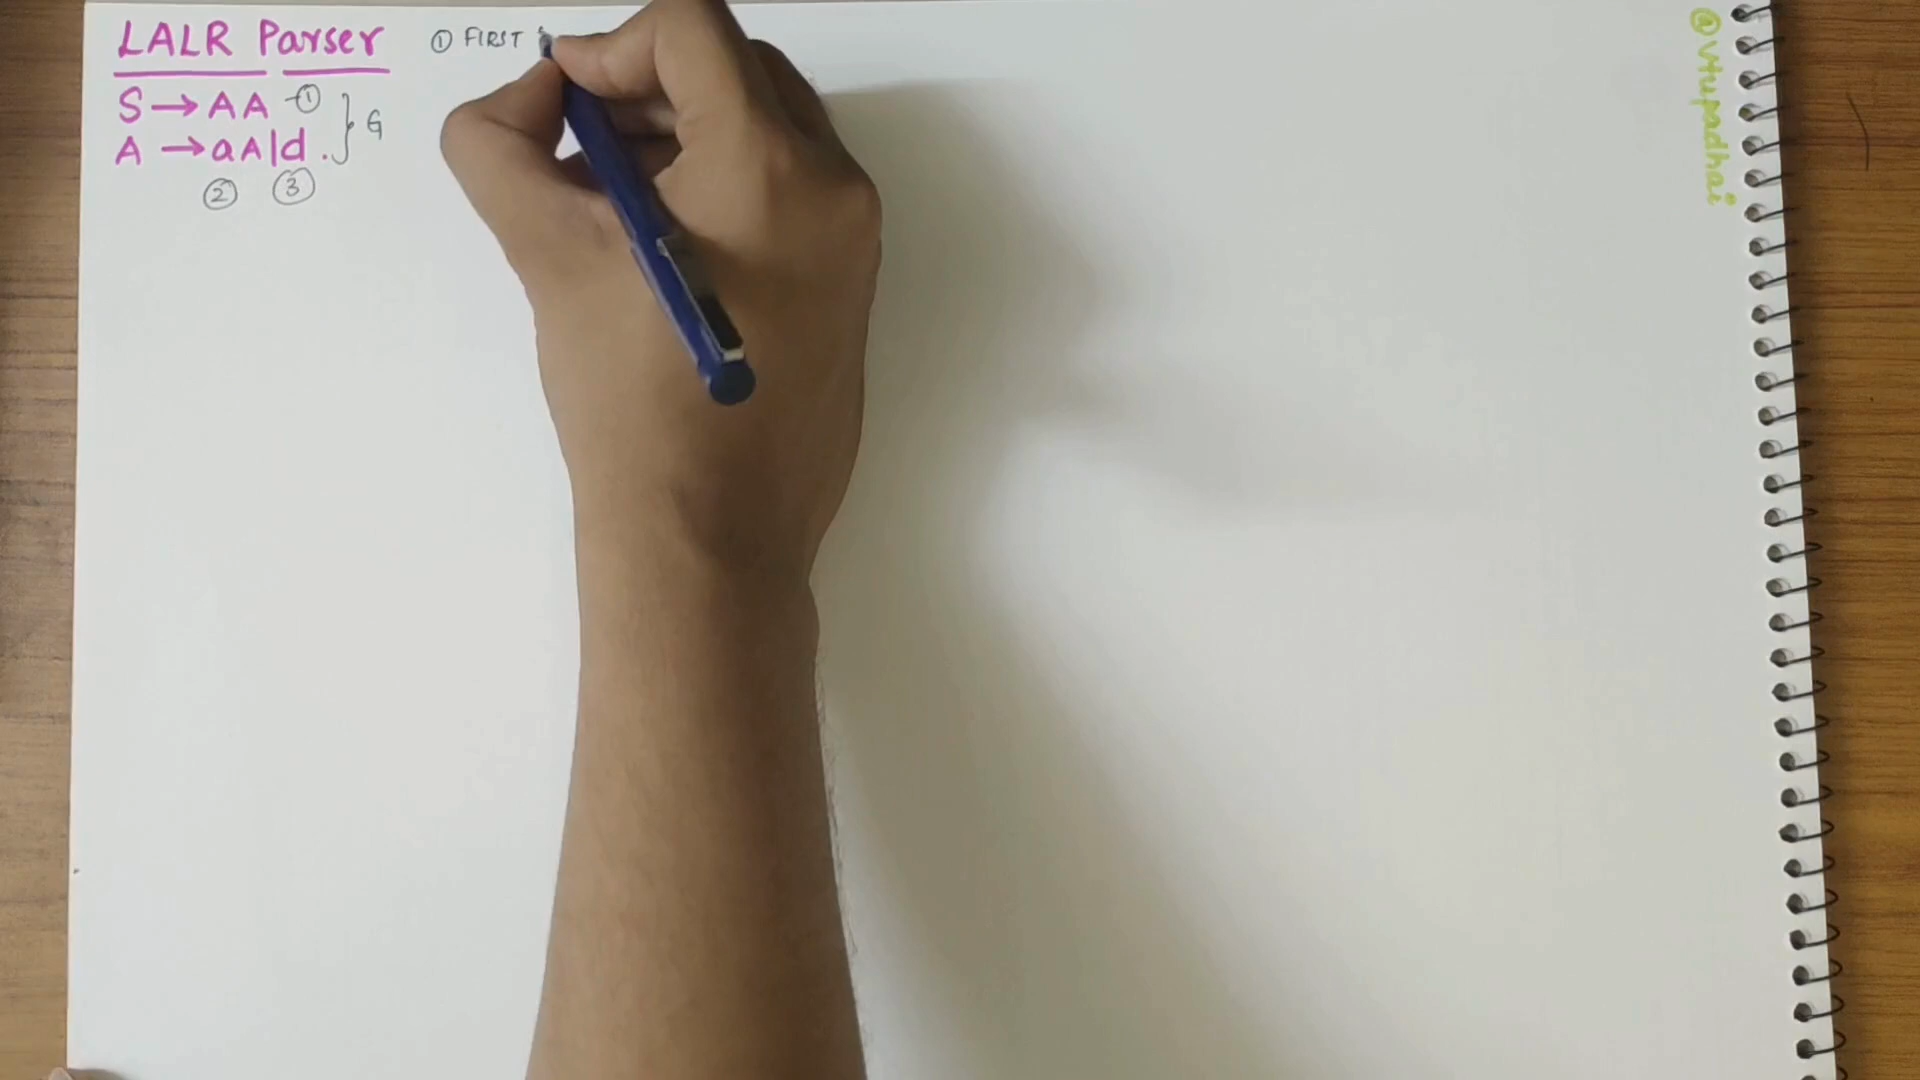 LALR Parser
S → AA - ①
A → aA|d . } G
② ③
① FIRST
@vtupadhai